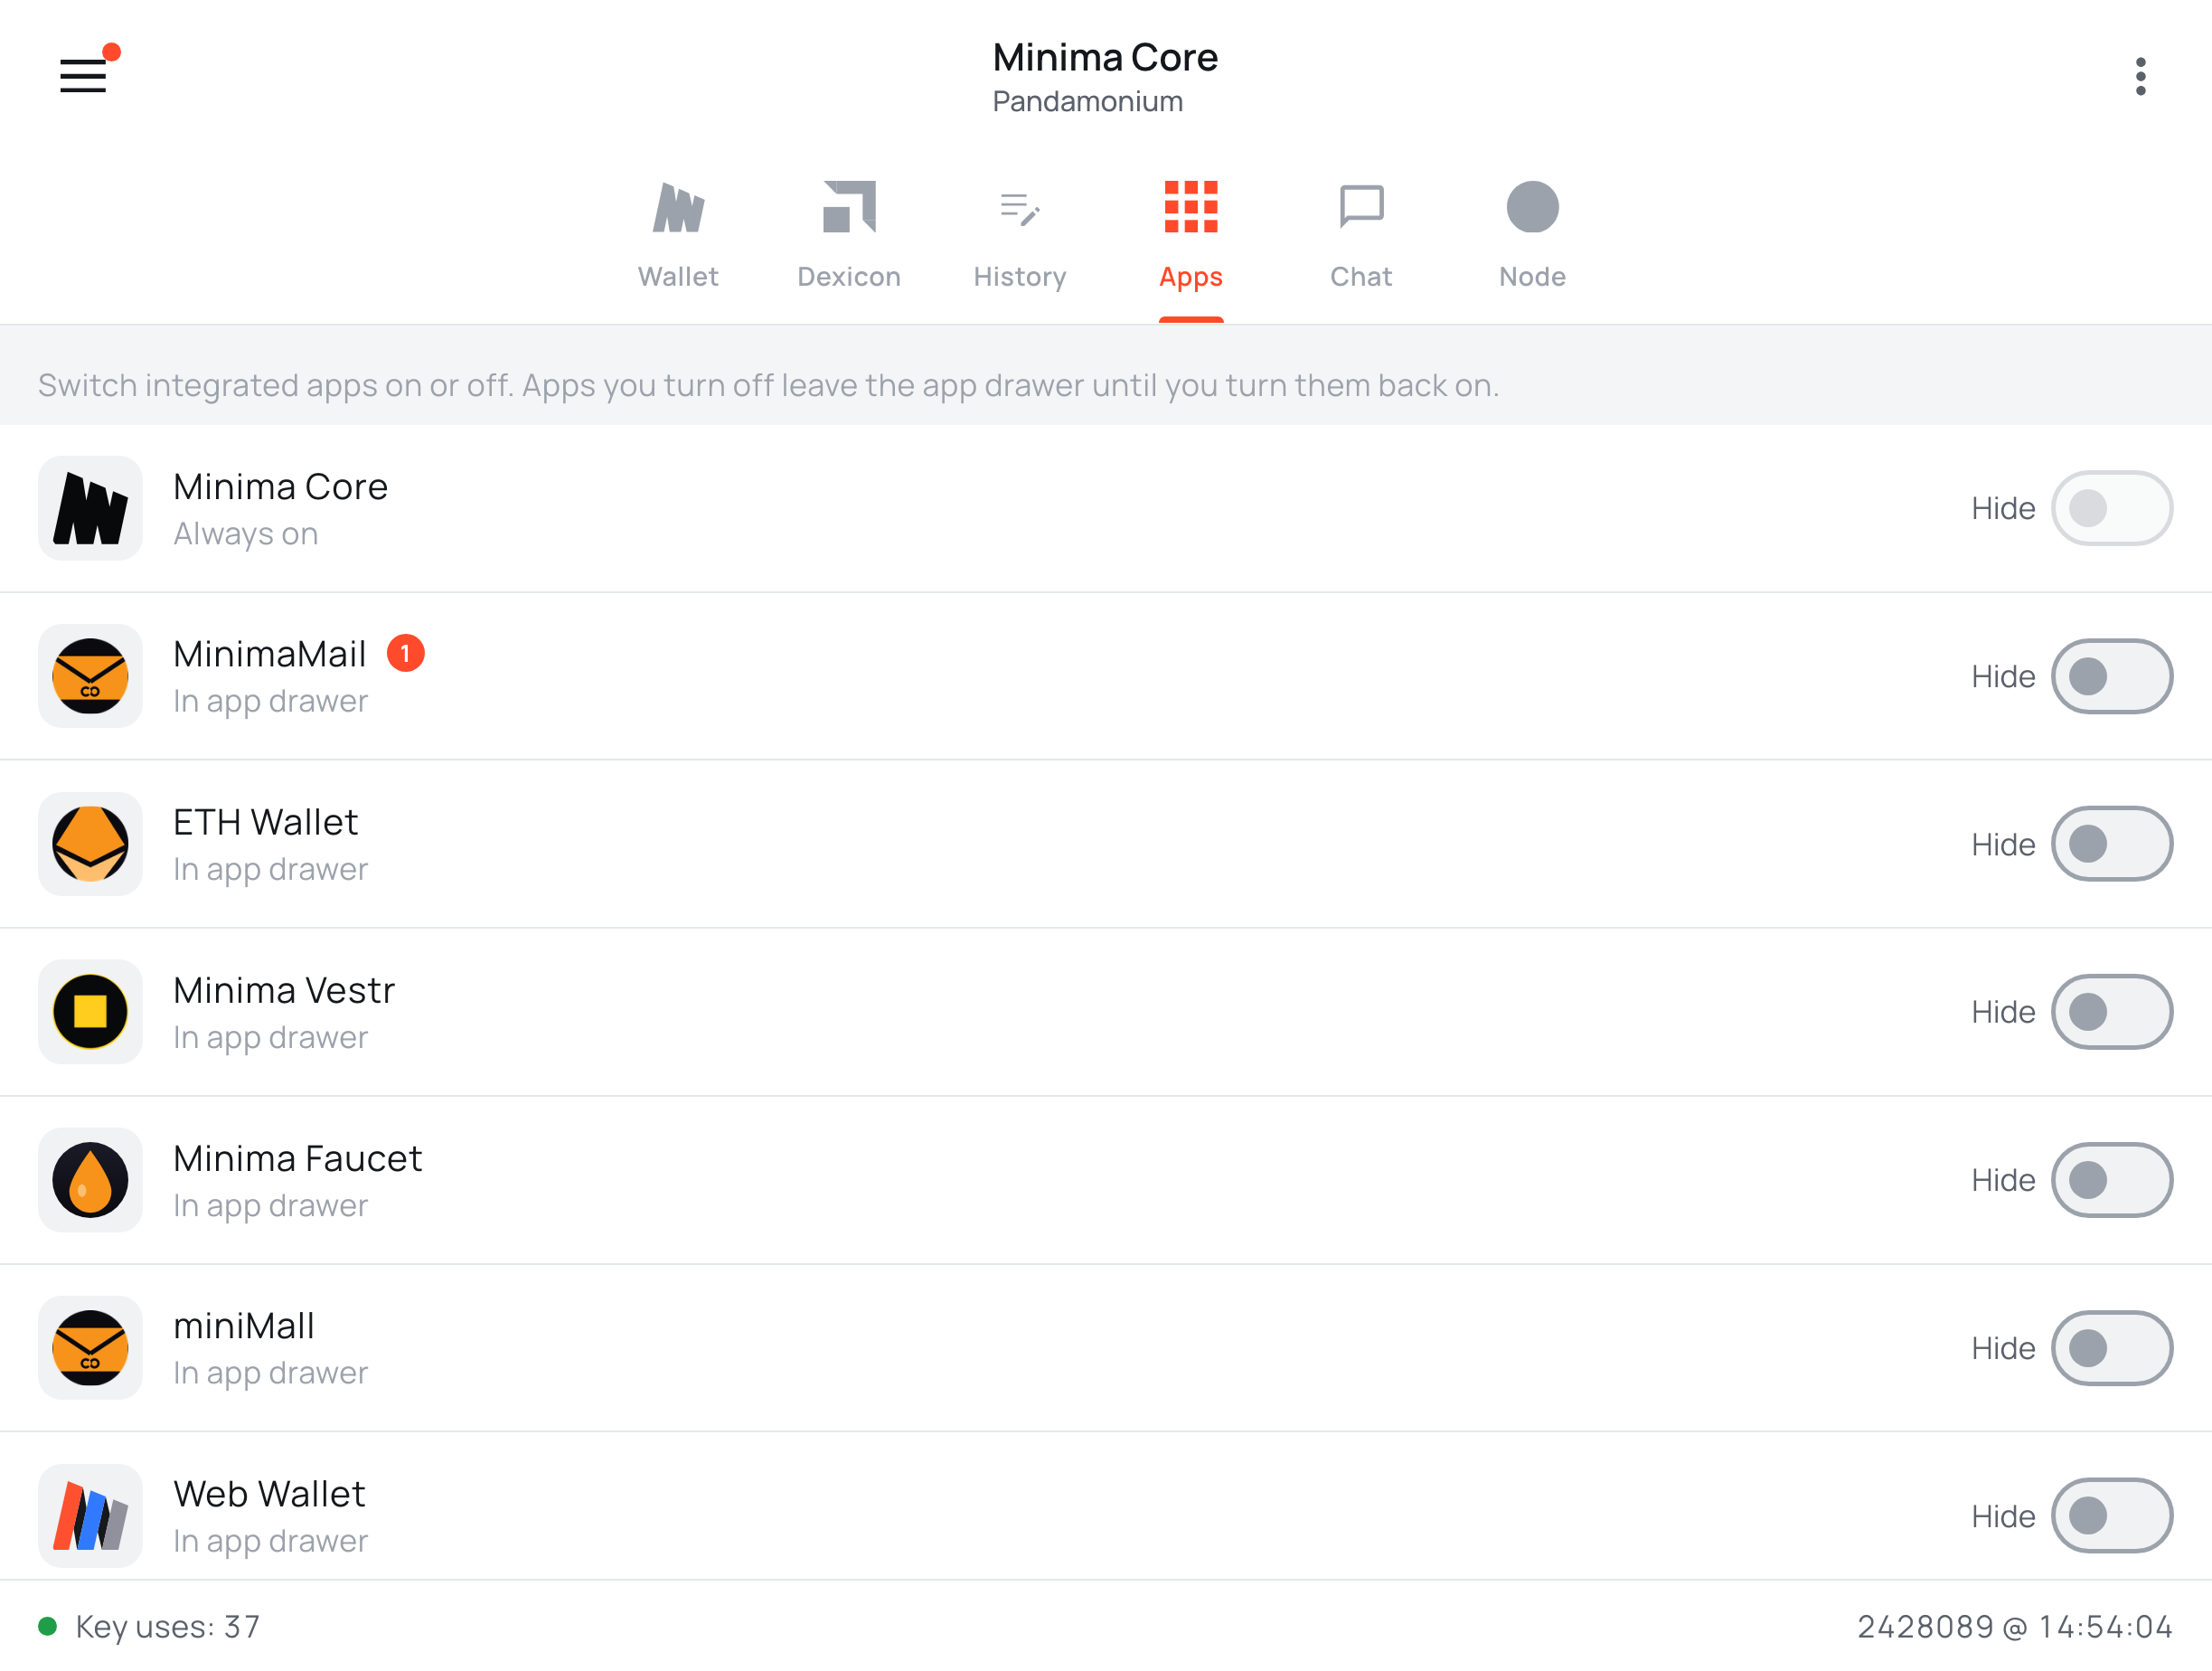 Minima Core
Pandamonium
Wallet
Dexicon
History
Apps
Chat
Node
Switch integrated apps on or off. Apps you turn off leave the app drawer until you turn them back on.
Minima Core
Always on
Hide
MinimaMail 1
In app drawer
Hide
ETH Wallet
In app drawer
Hide
Minima Vestr
In app drawer
Hide
Minima Faucet
In app drawer
Hide
miniMall
In app drawer
Hide
Web Wallet
In app drawer
Hide
Key uses: 37
2428089 @ 14:54:04